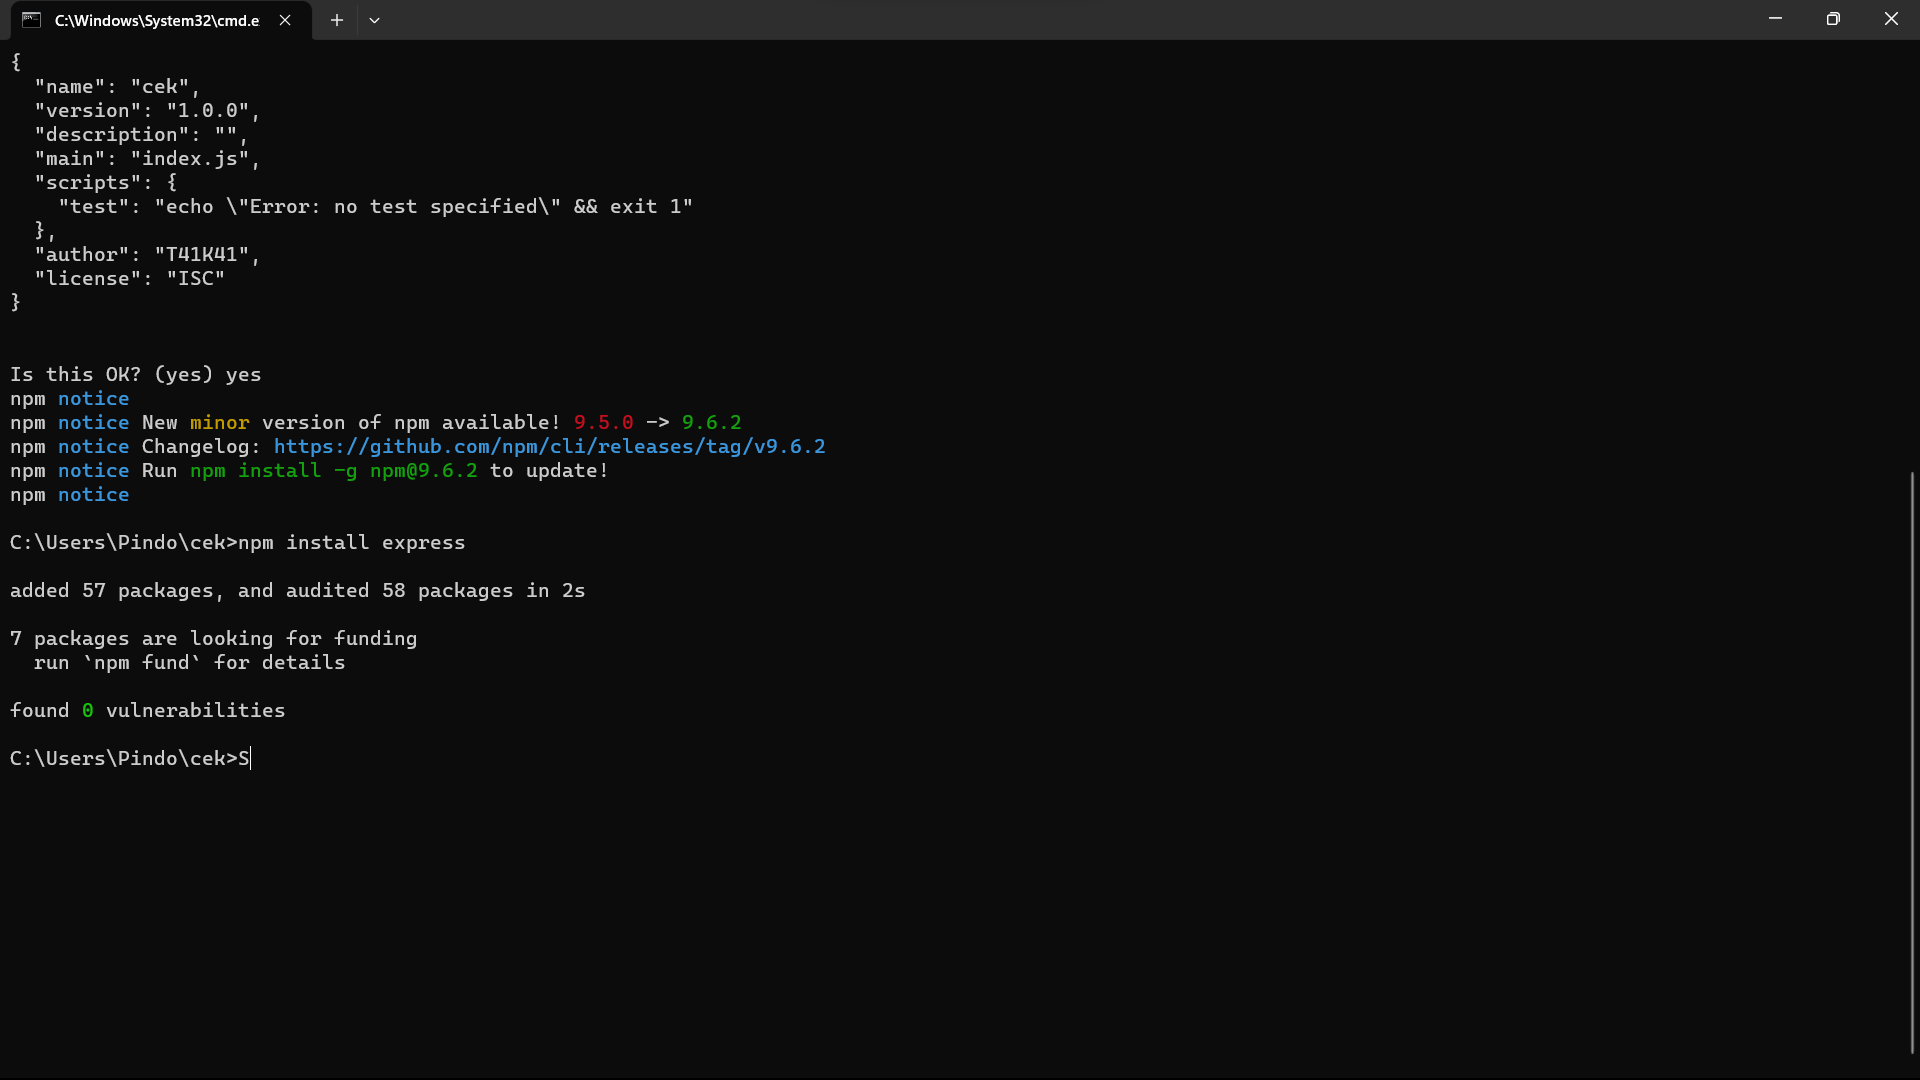 C:\Windows\System32\cmd.e
{
  "name": "cek",
  "version": "1.0.0",
  "description": "",
  "main": "index.js",
  "scripts": {
    "test": "echo \"Error: no test specified\" && exit 1"
  },
  "author": "T41K41",
  "license": "ISC"
}
Is this OK? (yes) yes
npm notice
npm notice New minor version of npm available! 9.5.0 -> 9.6.2
npm notice Changelog: https://github.com/npm/cli/releases/tag/v9.6.2
npm notice Run npm install -g npm@9.6.2 to update!
npm notice
C:\Users\Pindo\cek>npm install express
added 57 packages, and audited 58 packages in 2s
7 packages are looking for funding
  run `npm fund` for details
found 0 vulnerabilities
C:\Users\Pindo\cek>S